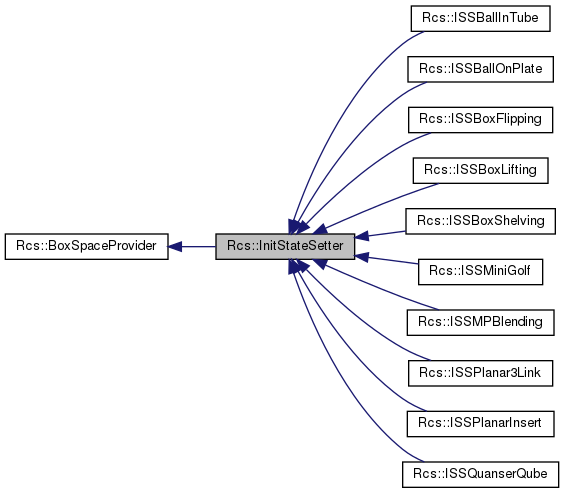 Rcs::ISSBallInTube
Rcs::ISSBallOnPlate
Rcs::ISSBoxFlipping
Rcs::ISSBoxLifting
Rcs::ISSBoxShelving
Rcs::BoxSpaceProvider
Rcs::InitStateSetter
Rcs::ISSMiniGolf
Rcs::ISSMPBlending
Rcs::ISSPlanar3Link
Rcs::ISSPlanarInsert
Rcs::ISSQuanserQube